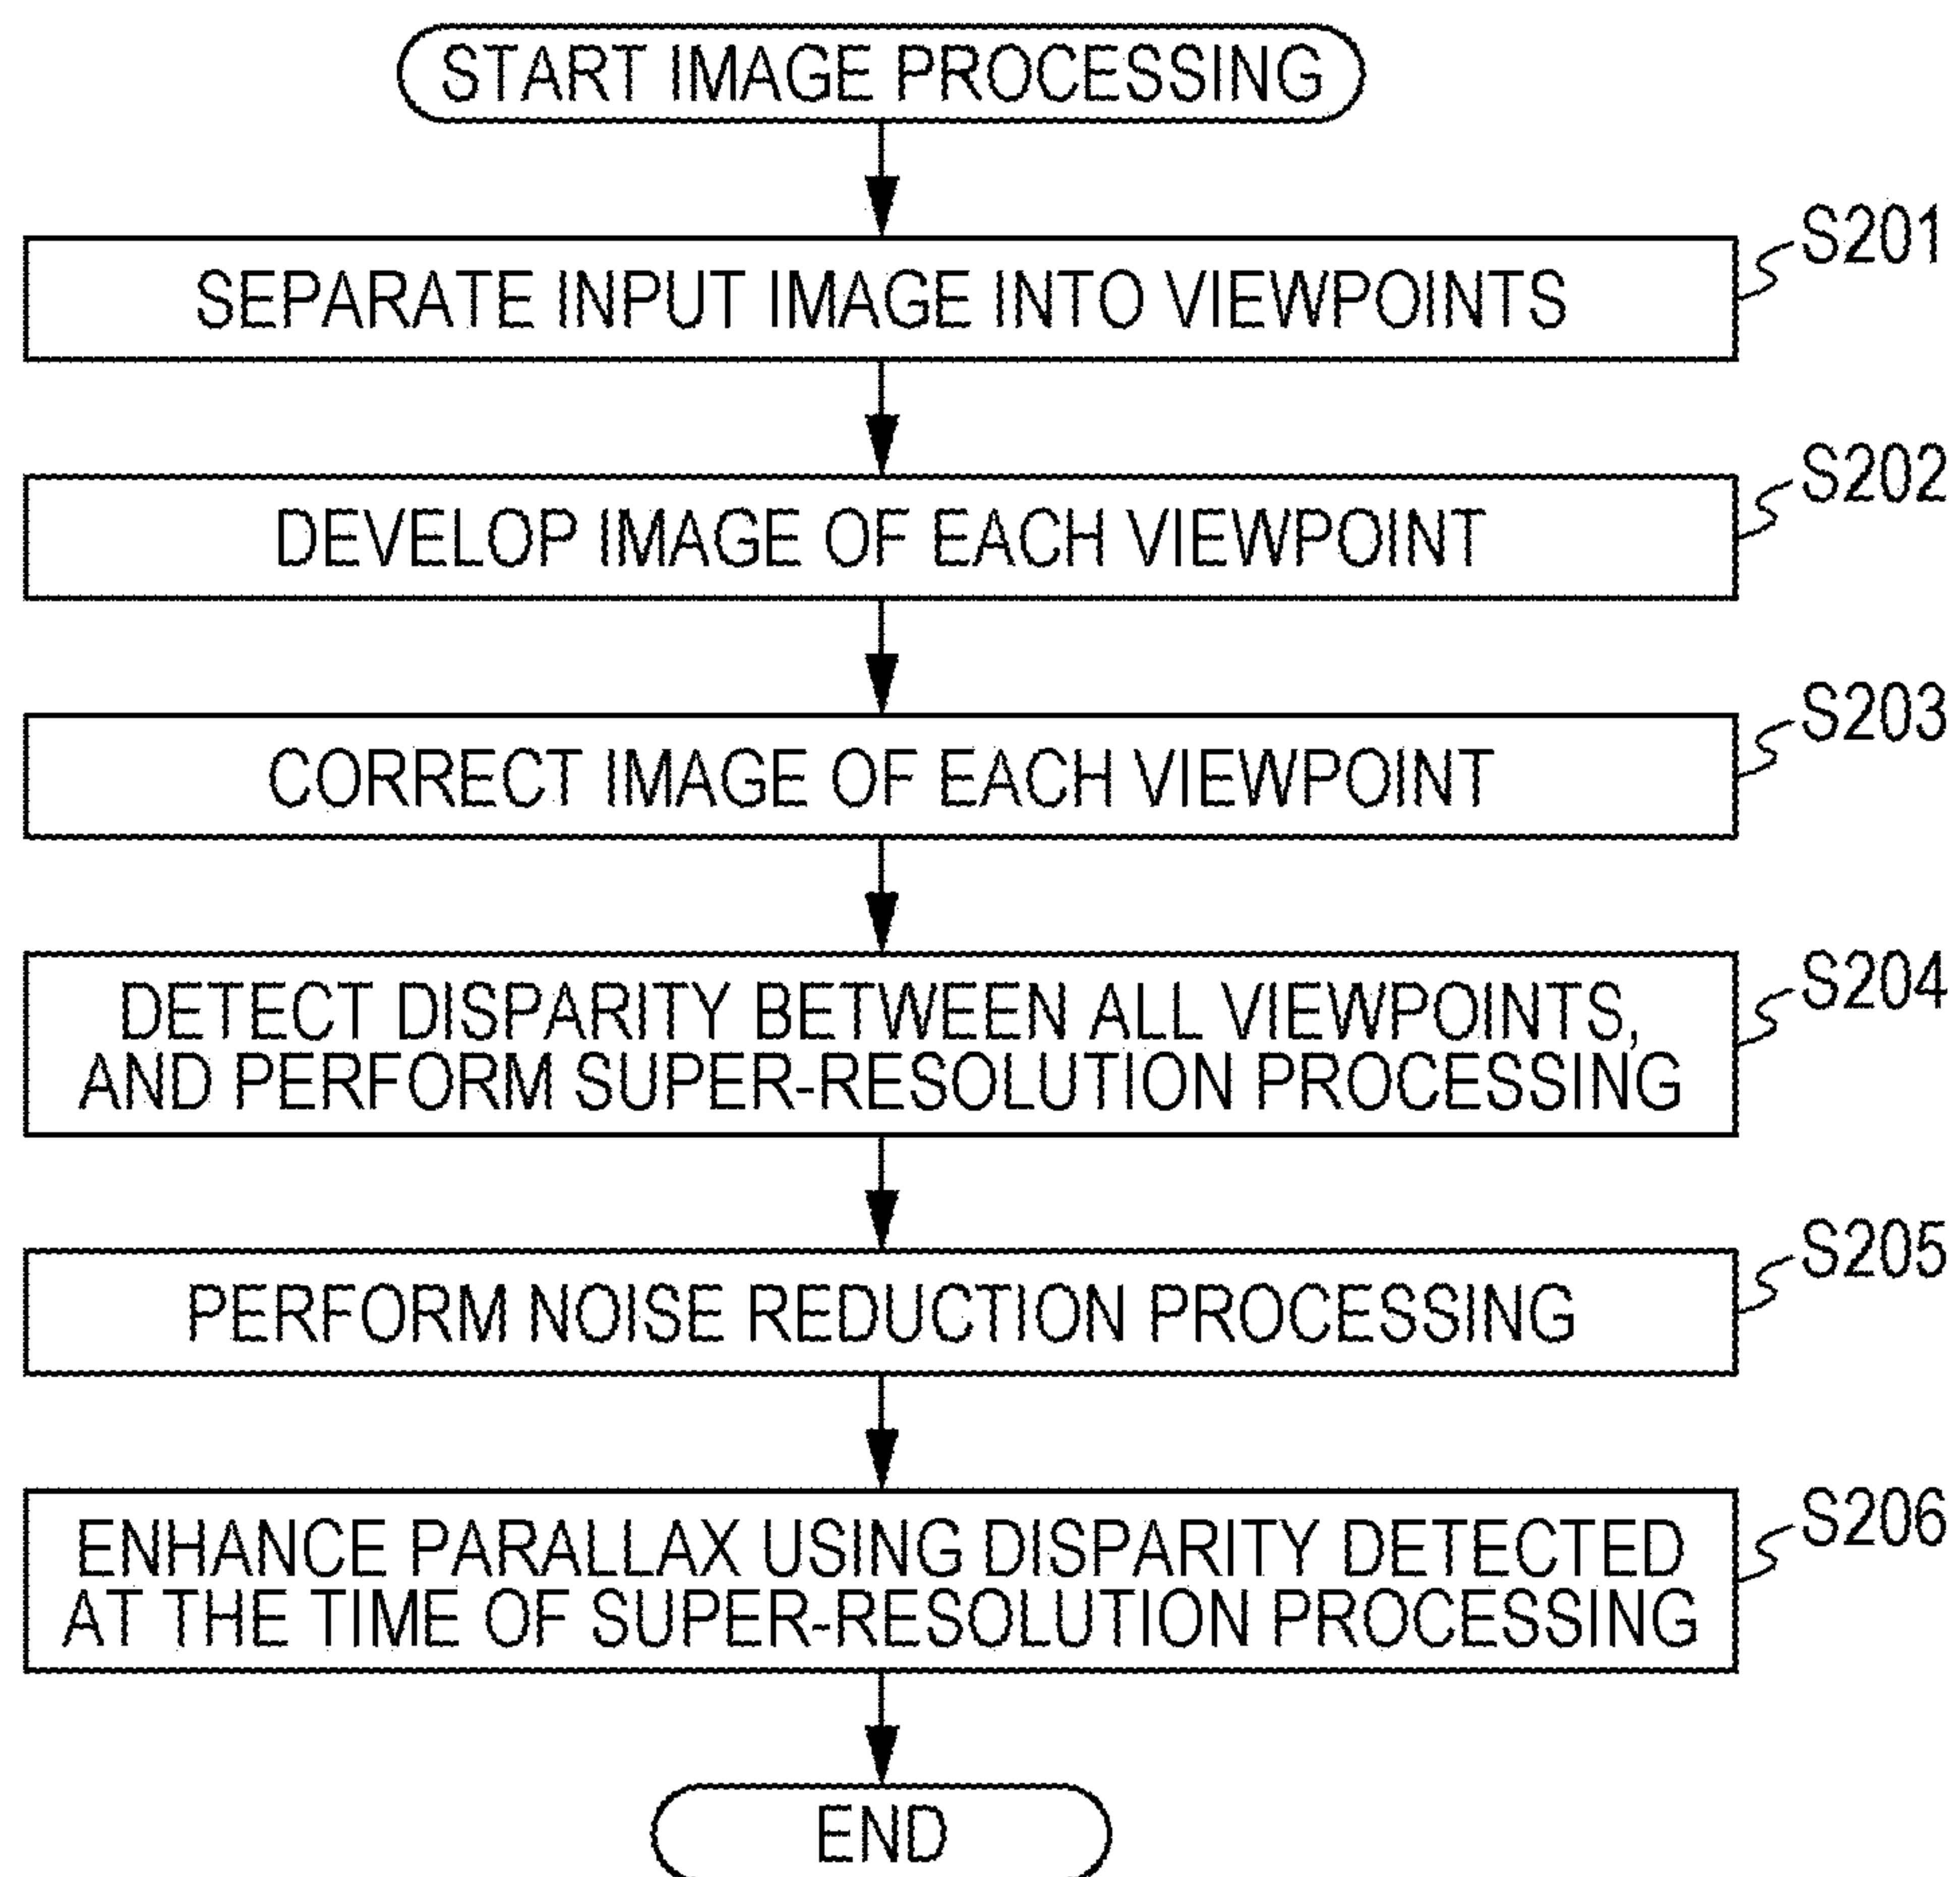 START IMAGE PROCESSING
S201
SEPARATE INPUT IMAGE INTO VIEWPOINTS
S202
DEVELOP IMAGE OF EACH VIEWPOINT
S203
CORRECT IMAGE OF EACH VIEWPOINT
S204
DETECT DISPARITY BETWEEN ALL VIEWPOINTS,
AND PERFORM SUPER-RESOLUTION PROCESSING
S205
PERFORM NOISE REDUCTION PROCESSING
S206
ENHANCE PARALLAX USING DISPARITY DETECTED
AT THE TIME OF SUPER-RESOLUTION PROCESSING
END